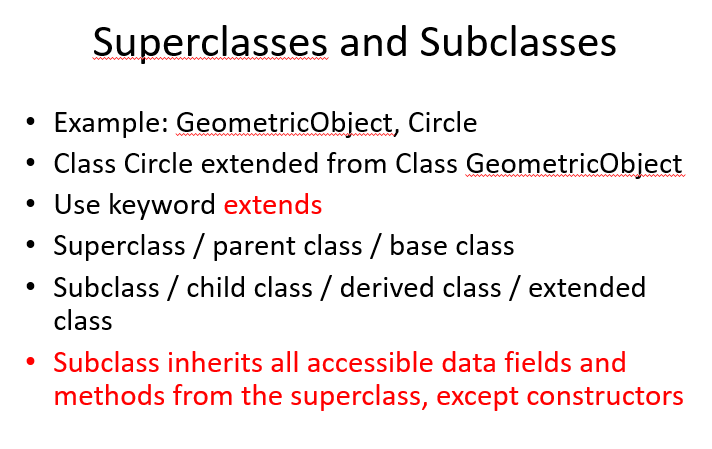 Superclasses and Subclasses
• Example: GeometricObject, Circle
• Class Circle extended from Class GeometricObject
• Use keyword extends
• Superclass / parent class / base class
• Subclass / child class / derived class / extended
class
• Subclass inherits all accessible data fields and
methods from the superclass, except constructors